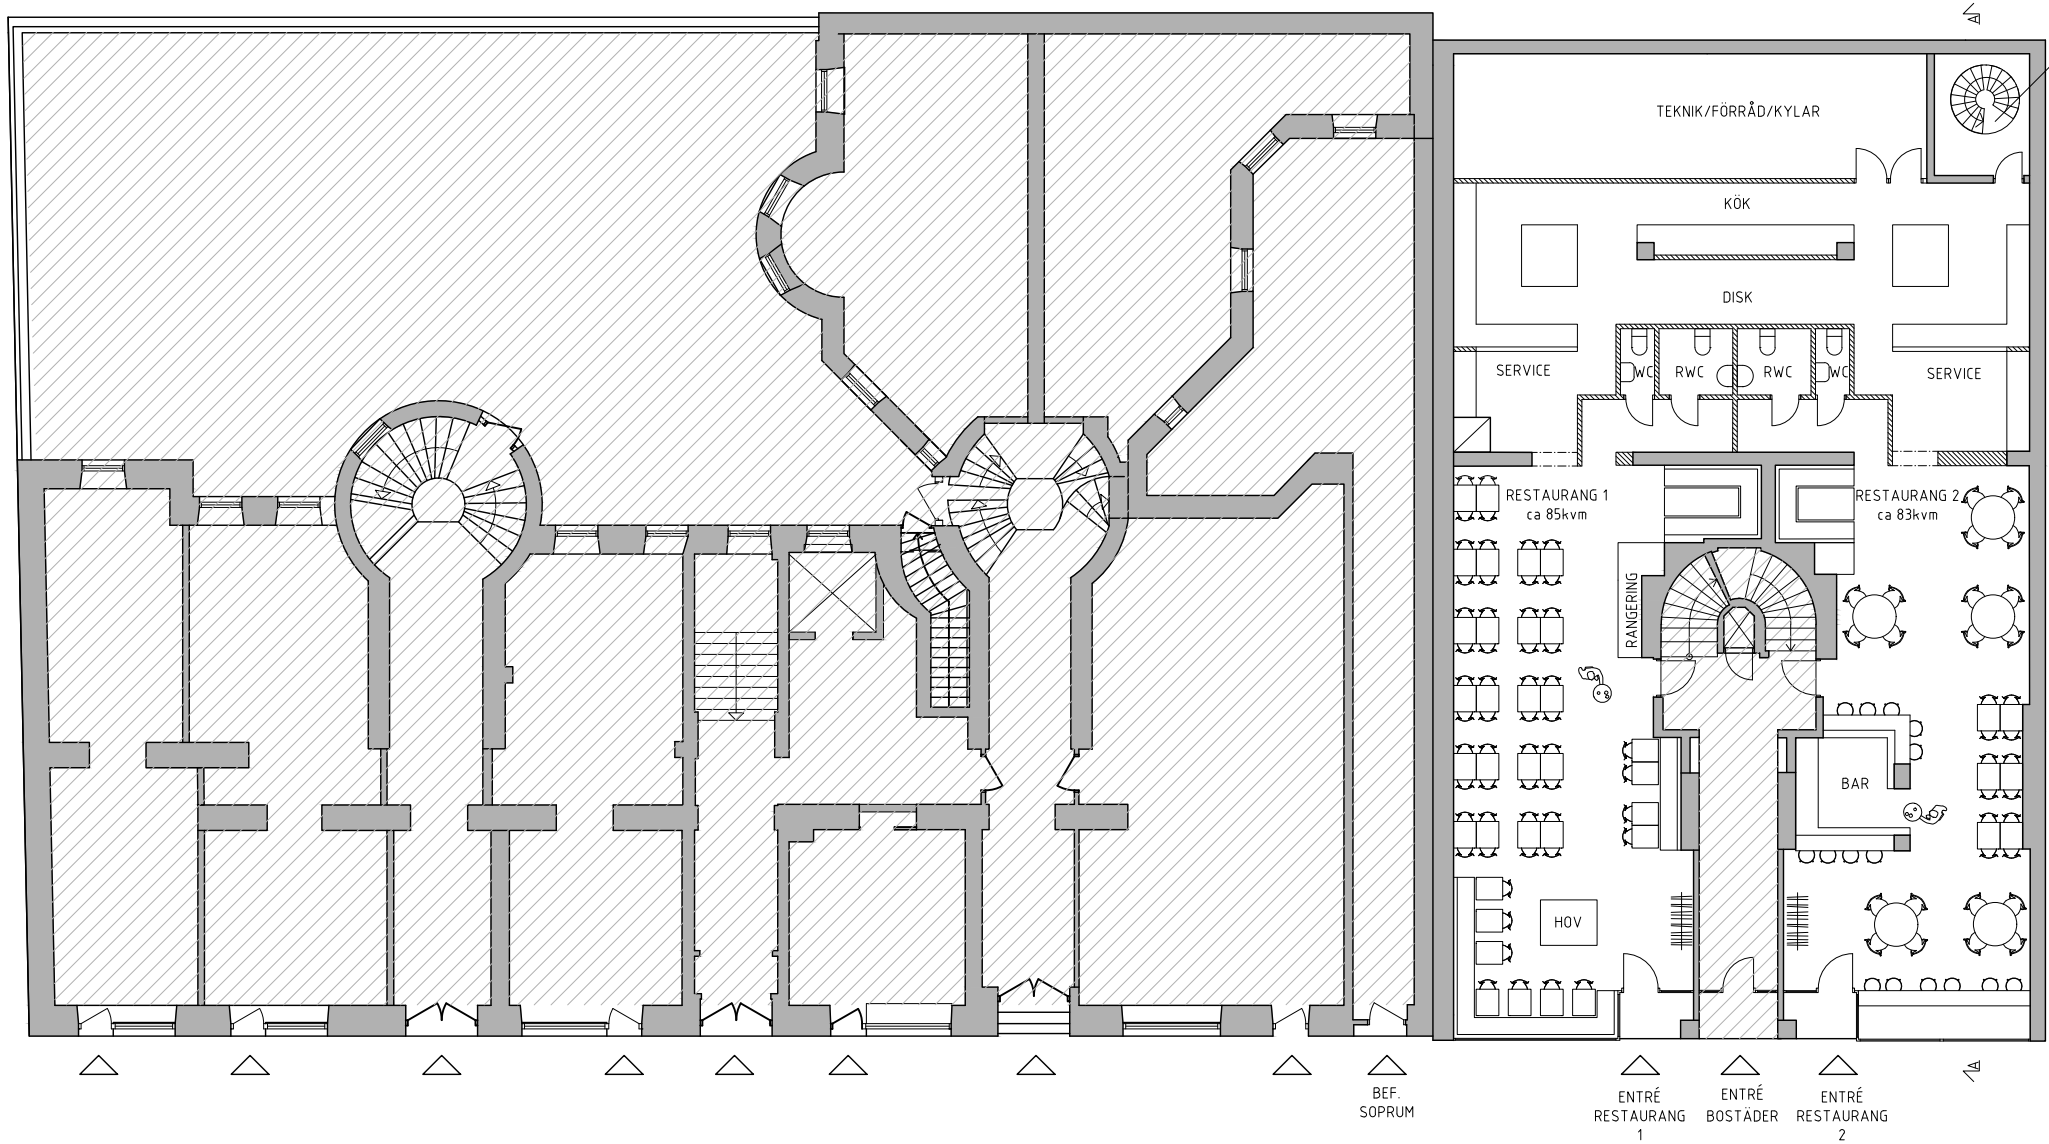 A
TEKNIK/FÖRRÅD/KYLAR
KÖK
DISK
SERVICE
WC
RWC
RWC
WC
SERVICE
RESTAURANG 1
ca 85kvm
RESTAURANG 2
ca 83kvm
RANGERING
BAR
HOV
A
BEF.
SOPRUM
ENTRÉ
RESTAURANG
1
ENTRÉ
BOSTÄDER
ENTRÉ
RESTAURANG
2